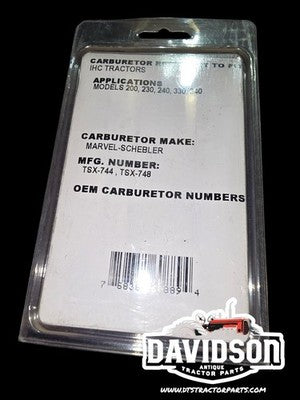 CARBURETOR
IHC TRACTORS
APPLICATIONS
MODELS 200, 230, 240, 330, 340
CARBURETOR MAKE:
MARVEL-SCHEBLER
MFG. NUMBER:
TSX-744 , TSX-748
OEM CARBURETOR NUMBERS
DAVIDSON
ANTIQUE
TRACTOR PARTS
WWW.DTSTRACTORPARTS.COM